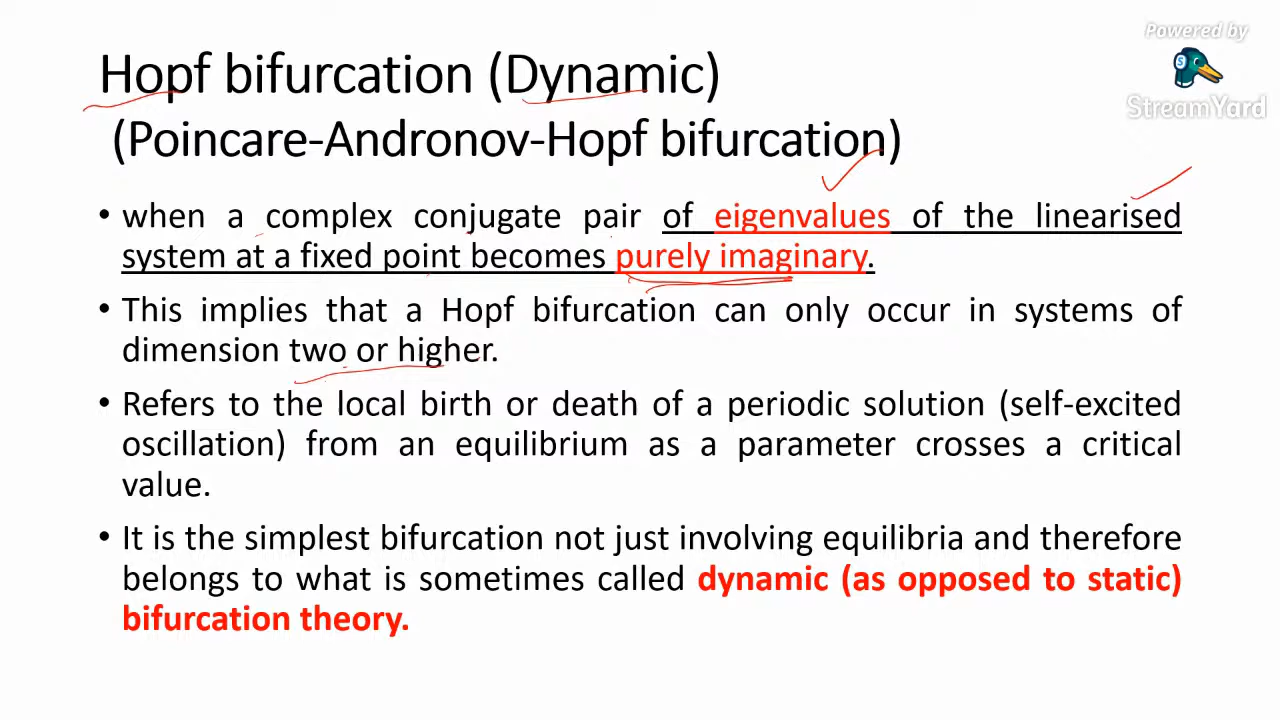 Powered by
S
StreamYard
Hopf bifurcation (Dynamic)
(Poincare-Andronov-Hopf bifurcation)
• when a complex conjugate pair of eigenvalues of the linearised
system at a fixed point becomes purely imaginary.
• This implies that a Hopf bifurcation can only occur in systems of
dimension two or higher.
• Refers to the local birth or death of a periodic solution (self-excited
oscillation) from an equilibrium as a parameter crosses a critical
value.
• It is the simplest bifurcation not just involving equilibria and therefore
belongs to what is sometimes called dynamic (as opposed to static)
bifurcation theory.